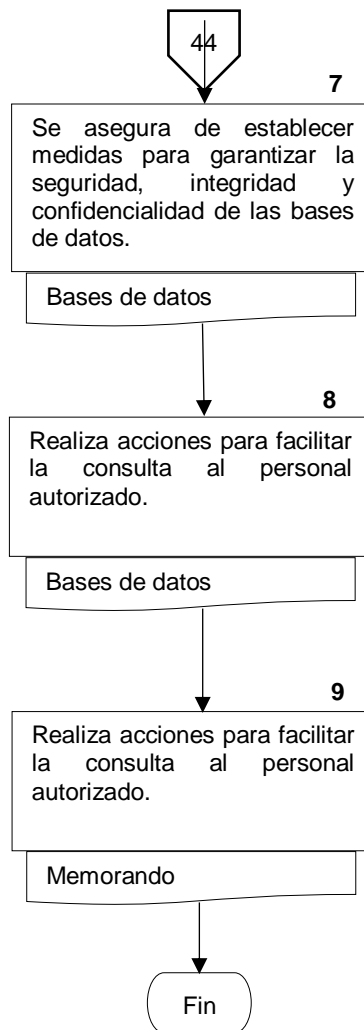 44
7
Se asegura de establecer
medidas para garantizar la
seguridad, integridad y
confidencialidad de las bases
de datos.
Bases de datos
8
Realiza acciones para facilitar
la consulta al personal
autorizado.
Bases de datos
9
Realiza acciones para facilitar
la consulta al personal
autorizado.
Memorando
Fin